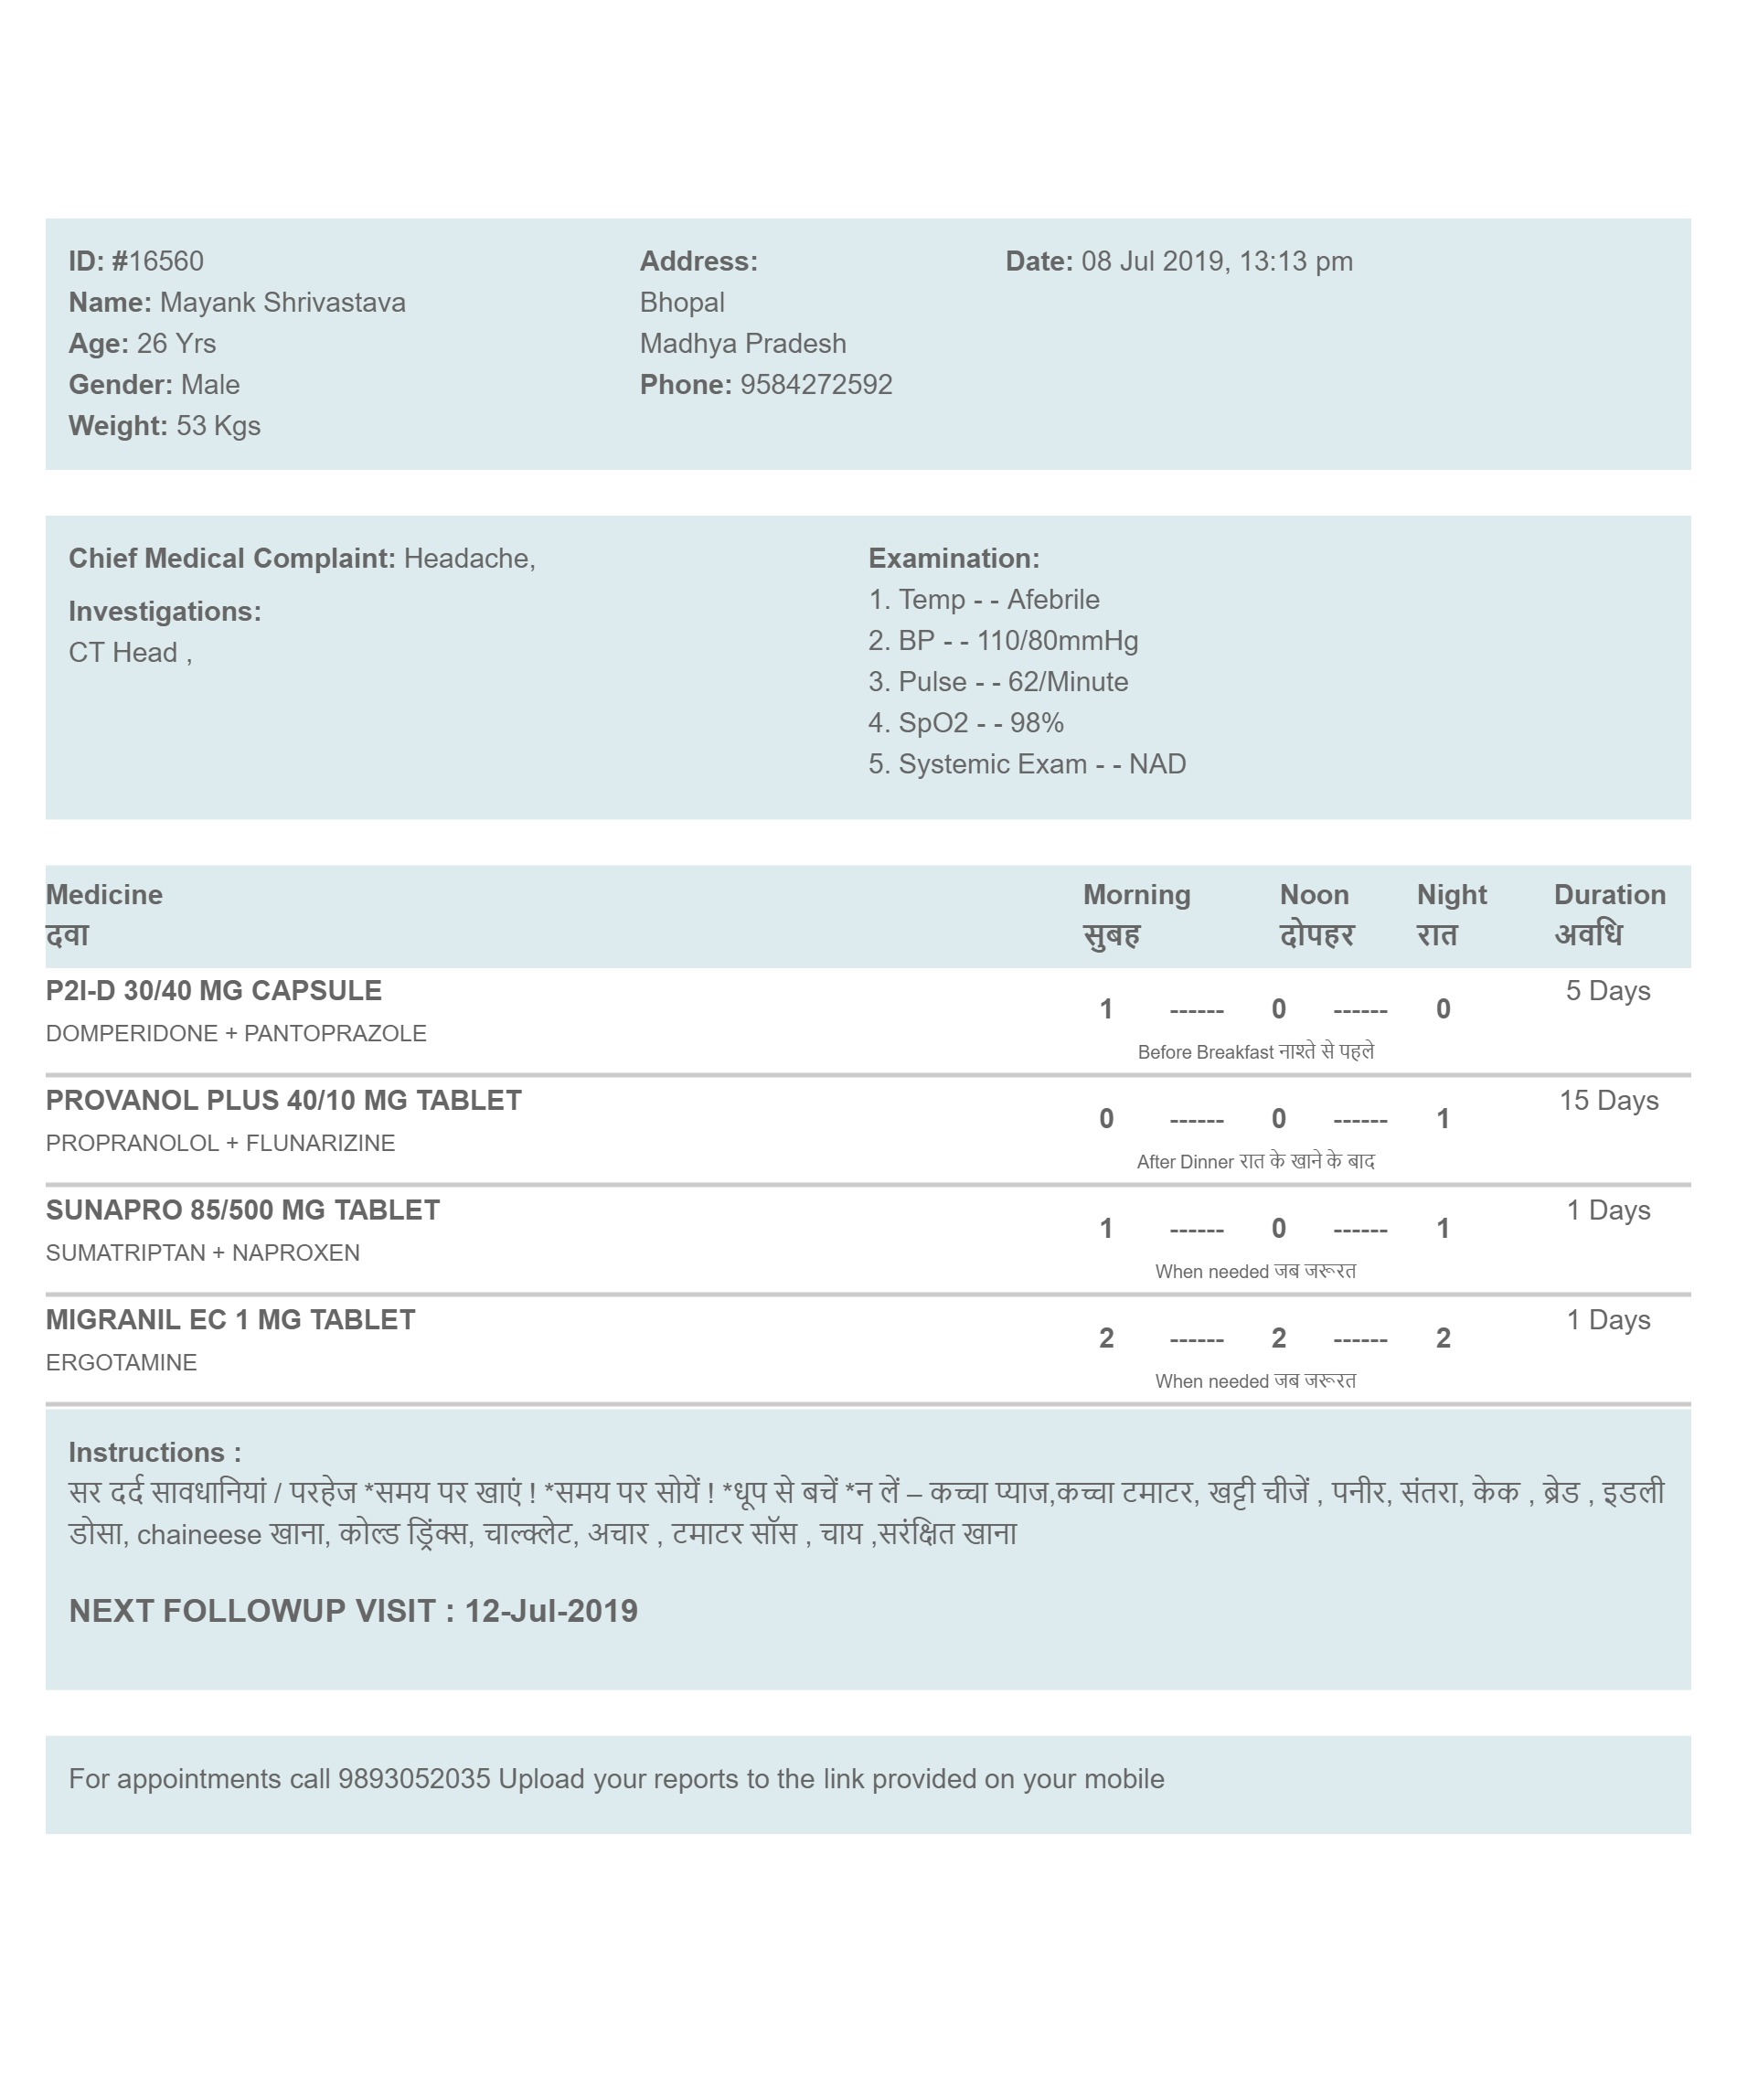 ID: #16560
Name: Mayank Shrivastava
Age: 26 Yrs
Gender: Male
Weight: 53 Kgs
Address:
Bhopal
Madhya Pradesh
Phone: 9584272592
Date: 08 Jul 2019, 13:13 pm
Chief Medical Complaint: Headache,
Investigations:
CT Head ,
Examination:
1. Temp - - Afebrile
2. BP - - 110/80mmHg
3. Pulse - - 62/Minute
4. SpO2 - - 98%
5. Systemic Exam - - NAD
Medicine Morning Noon Night Duration
दवा सुबह दोपहर रात अवधि
P2I-D 30/40 MG CAPSULE 5 Days
1 ------ 0 ------ 0
DOMPERIDONE + PANTOPRAZOLE
Before Breakfast नाश्ते से पहले
PROVANOL PLUS 40/10 MG TABLET 15 Days
0 ------ 0 ------ 1
PROPRANOLOL + FLUNARIZINE
After Dinner रात के खाने के बाद
SUNAPRO 85/500 MG TABLET 1 Days
1 ------ 0 ------ 1
SUMATRIPTAN + NAPROXEN
When needed जब जरूरत
MIGRANIL EC 1 MG TABLET 1 Days
2 ------ 2 ------ 2
ERGOTAMINE
When needed जब जरूरत
Instructions :
सर दर्द सावधानियां / परहेज *समय पर खाएं ! *समय पर सोयें ! *धूप से बचें *न लें – कच्चा प्याज,कच्चा टमाटर, खट्टी चीजें , पनीर, संतरा, केक , ब्रेड , इडली
डोसा, chaineese खाना, कोल्ड ड्रिंक्स, चाल्क्लेट, अचार , टमाटर सॉस , चाय ,सरंक्षित खाना
NEXT FOLLOWUP VISIT : 12-Jul-2019
For appointments call 9893052035 Upload your reports to the link provided on your mobile